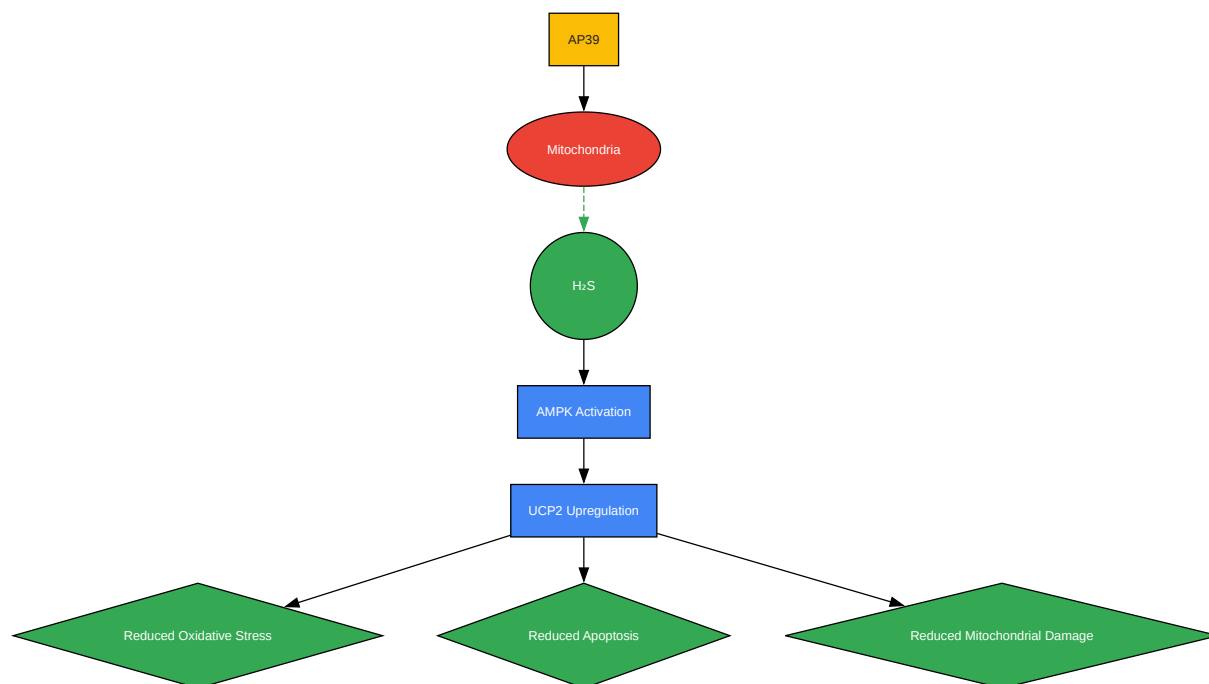 AP39
Mitochondria
H₂S
AMPK Activation
UCP2 Upregulation
Reduced Oxidative Stress
Reduced Apoptosis
Reduced Mitochondrial Damage